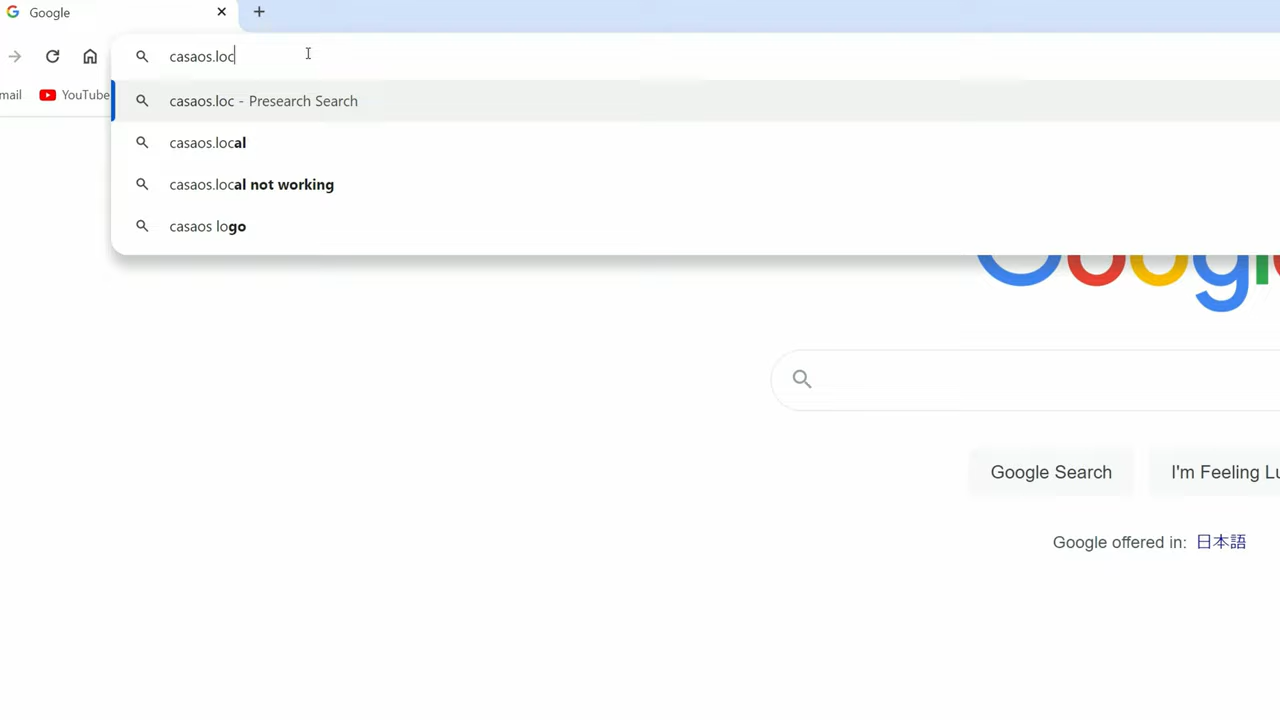 Google
casaos.loc
mail YouTube
casaos.loc - Presearch Search
casaos.local
casaos.local not working
casaos logo
Google
Google Search I'm Feeling Lu
Google offered in: 日本語